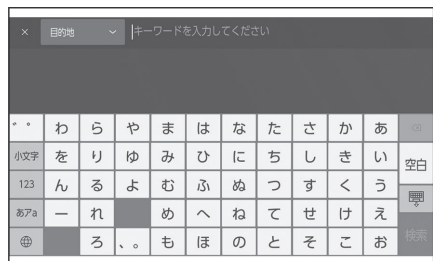 × 目的地 キーワードを入力してください
゛゜ わ ら や ま は な た さ か あ
小文字 を り ゆ み ひ に ち し き い 空白
123 ん る よ む ふ ぬ つ す く う
あアa ー れ め へ ね て せ け え
ろ 、。 も ほ の と そ こ お 検索